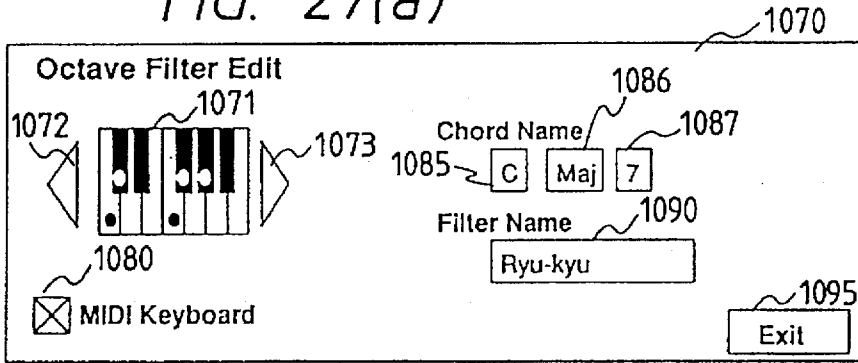 FIG. 27(a)
1070
Octave Filter Edit
1071
1072
1073
Chord Name
1086
1087
1085
C Maj 7
Filter Name
1090
Ryu-kyu
1080
MIDI Keyboard
1095
Exit